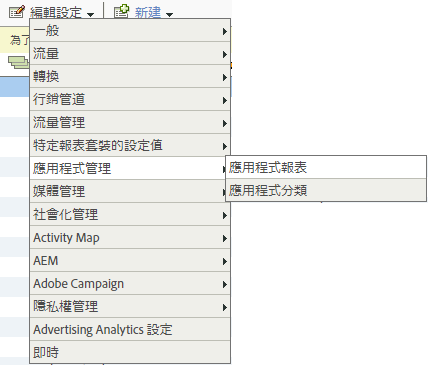 編輯設定 新建
為了
一般
流量
轉換
行銷管道
流量管理
特定報表套裝的設定值
應用程式管理
應用程式報表
媒體管理
應用程式分類
社會化管理
Activity Map
AEM
Adobe Campaign
隱私權管理
Advertising Analytics 設定
即時